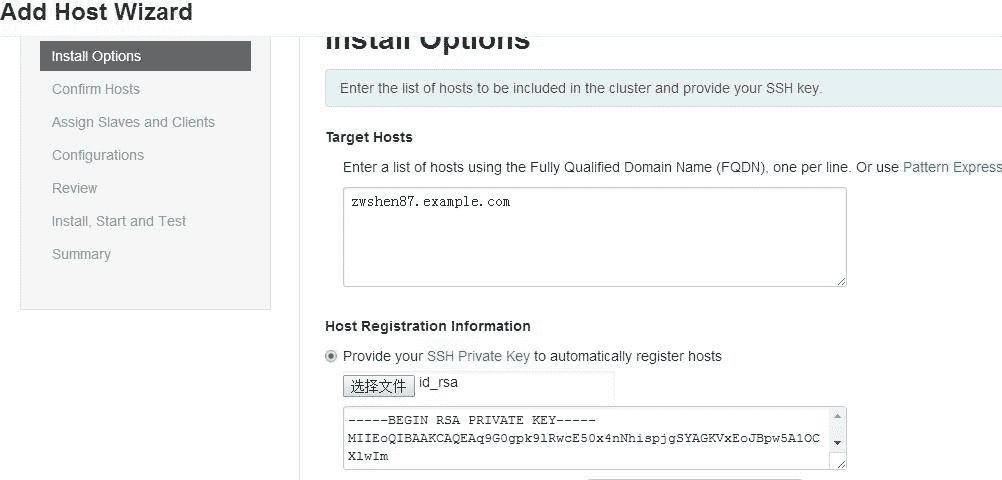 Add Host Wizard
Install Options
Confirm Hosts
Assign Slaves and Clients
Configurations
Review
Install, Start and Test
Summary
Install Options
Enter the list of hosts to be included in the cluster and provide your SSH key.
Target Hosts
Enter a list of hosts using the Fully Qualified Domain Name (FQDN), one per line. Or use Pattern Express
zwshen87.example.com
Host Registration Information
Provide your SSH Private Key to automatically register hosts
选择文件 id_rsa
-----BEGIN RSA PRIVATE KEY-----